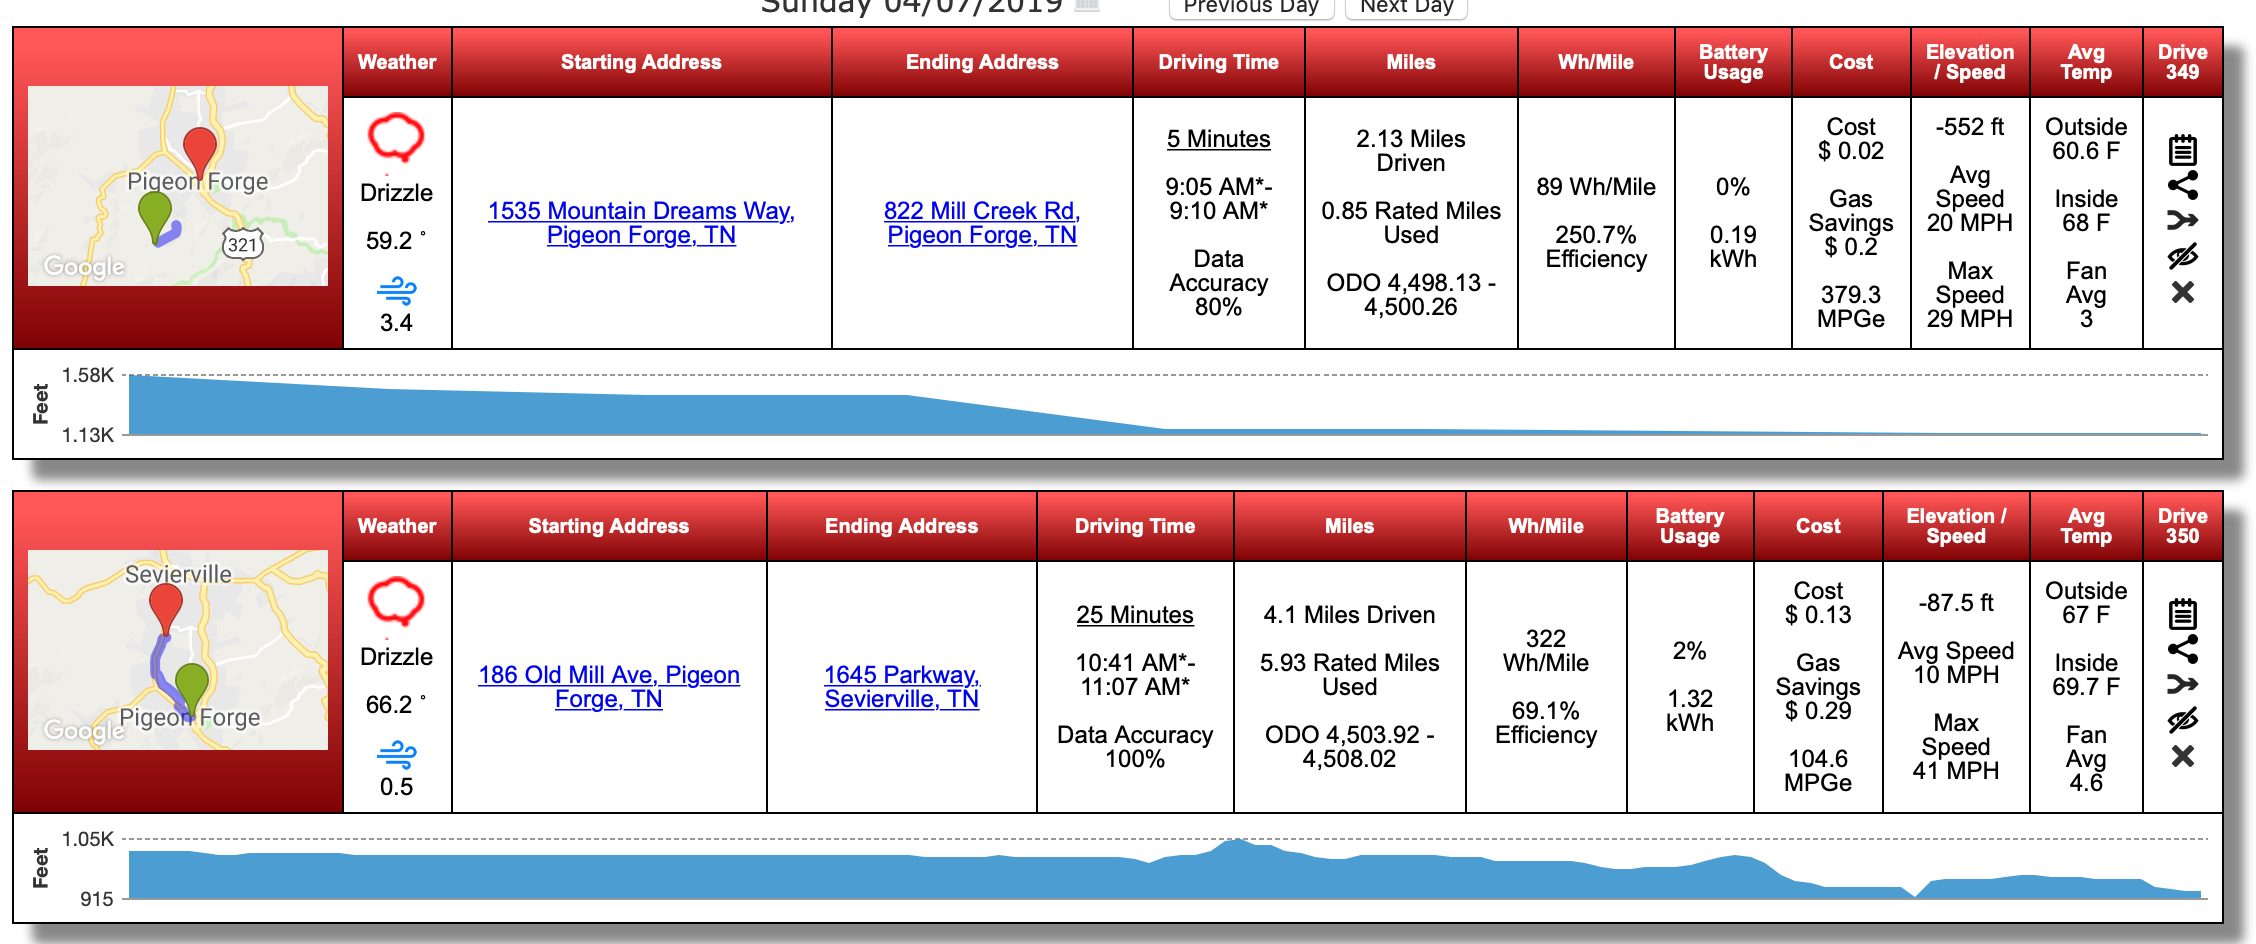 Sunday 04/07/2019
Previous Day
Next Day
Weather
Starting Address
Ending Address
Driving Time
Miles
Wh/Mile
Battery
Usage
Cost
Elevation
/ Speed
Avg
Temp
Drive
349
Pigeon Forge
321
Google
Drizzle
59.2 °
3.4
1535 Mountain Dreams Way,
Pigeon Forge, TN
822 Mill Creek Rd,
Pigeon Forge, TN
5 Minutes
9:05 AM*-
9:10 AM*
Data
Accuracy
80%
2.13 Miles
Driven
0.85 Rated Miles
Used
ODO 4,498.13 -
4,500.26
89 Wh/Mile
250.7%
Efficiency
0%
0.19
kWh
Cost
$ 0.02
Gas
Savings
$ 0.2
379.3
MPGe
-552 ft
Avg
Speed
20 MPH
Max
Speed
29 MPH
Outside
60.6 F
Inside
68 F
Fan
Avg
3
Feet
1.58K
1.13K
Weather
Starting Address
Ending Address
Driving Time
Miles
Wh/Mile
Battery
Usage
Cost
Elevation /
Speed
Avg
Temp
Drive
350
Sevierville
Pigeon Forge
Google
Drizzle
66.2 °
0.5
186 Old Mill Ave, Pigeon
Forge, TN
1645 Parkway,
Sevierville, TN
25 Minutes
10:41 AM*-
11:07 AM*
Data Accuracy
100%
4.1 Miles Driven
5.93 Rated Miles
Used
ODO 4,503.92 -
4,508.02
322
Wh/Mile
69.1%
Efficiency
2%
1.32
kWh
Cost
$ 0.13
Gas
Savings
$ 0.29
104.6
MPGe
-87.5 ft
Avg Speed
10 MPH
Max
Speed
41 MPH
Outside
67 F
Inside
69.7 F
Fan
Avg
4.6
Feet
1.05K
915